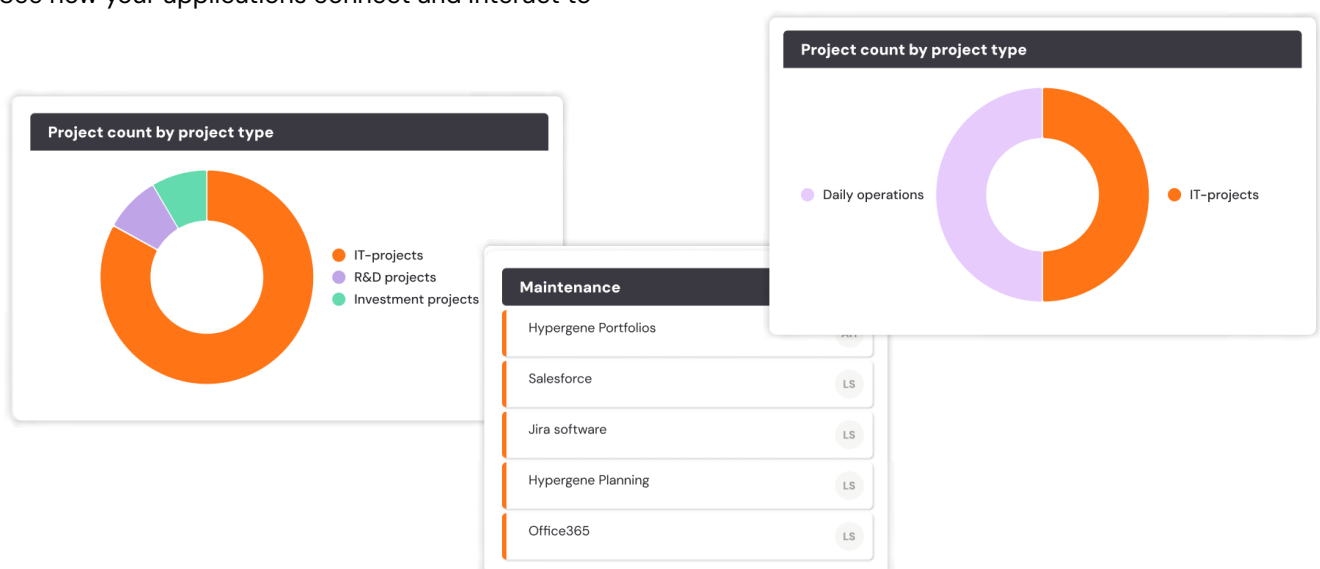 how your applications connect and interact to
Project count by project type
IT-projects
R&D projects
Investment projects
Maintenance
Hypergene Portfolios
Salesforce
LS
Jira software
LS
Hypergene Planning
LS
Office365
LS
Project count by project type
Daily operations
IT-projects